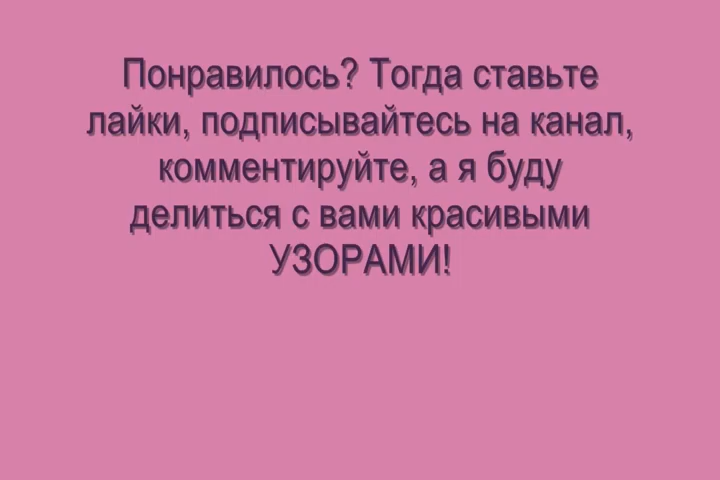 Понравилось? Тогда ставьте
лайки, подписывайтесь на канал,
комментируйте, а я буду
делиться с вами красивыми
УЗОРАМИ!